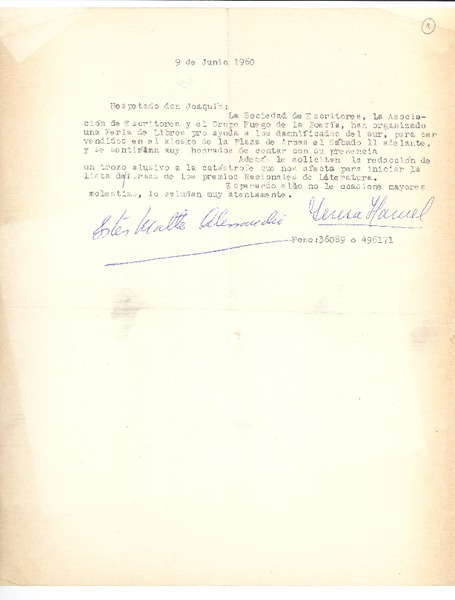 1
9 de Junio 1960
Respetado don Joaquín:
La Sociedad de Escritores, la Asocia-
ción de Escritores y el Grupo Fuego de la Poesía, han organizado
una Feria de Libros pro ayuda a los damnificados del sur, para ser
vendidos en el kiosko de la Plaza de Armas el Sábado 11 adelante.
y se sentirían muy honrados de contar con su presencia
Además le solicitan la redacción de
un trozo alusivo a la catástrofe que nos afecta para iniciar la
lista de firmas de los premios Nacionales de Literatura.
Esperando ello no le ocasione mayores
molestias, lo saludan muy atentamente.
Ester Matte Alessandri Teresa Hamel
Fono:36089 o 496171